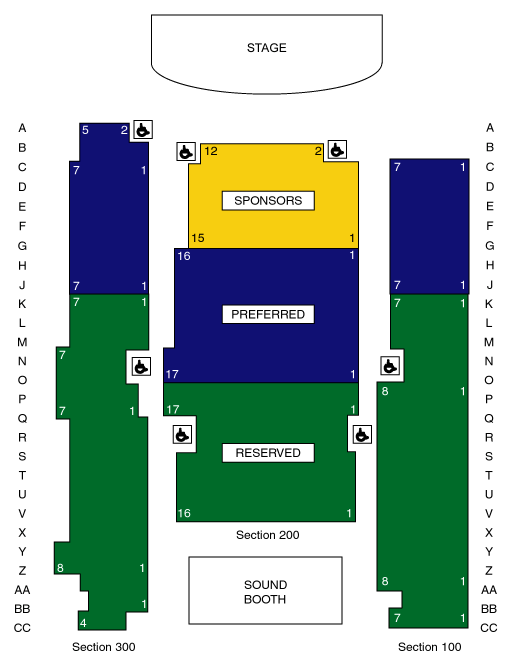 STAGE
A 5 2 A
B 12 2 B
C 7 1 7 1 C
D D
E SPONSORS E
F F
G 15 1 G
H 16 1 H
J 7 1 7 1 J
K 7 1 7 1 K
L PREFERRED L
M M
N 7 N
O 17 1 8 1 O
P 7 1 17 1 P
Q Q
R R
S RESERVED S
T T
U U
V 16 1 V
X Section 200 X
Y Y
Z 8 1 8 1 Z
AA SOUND AA
BB 1 BOOTH BB
CC 4 7 1 CC
Section 300 Section 100